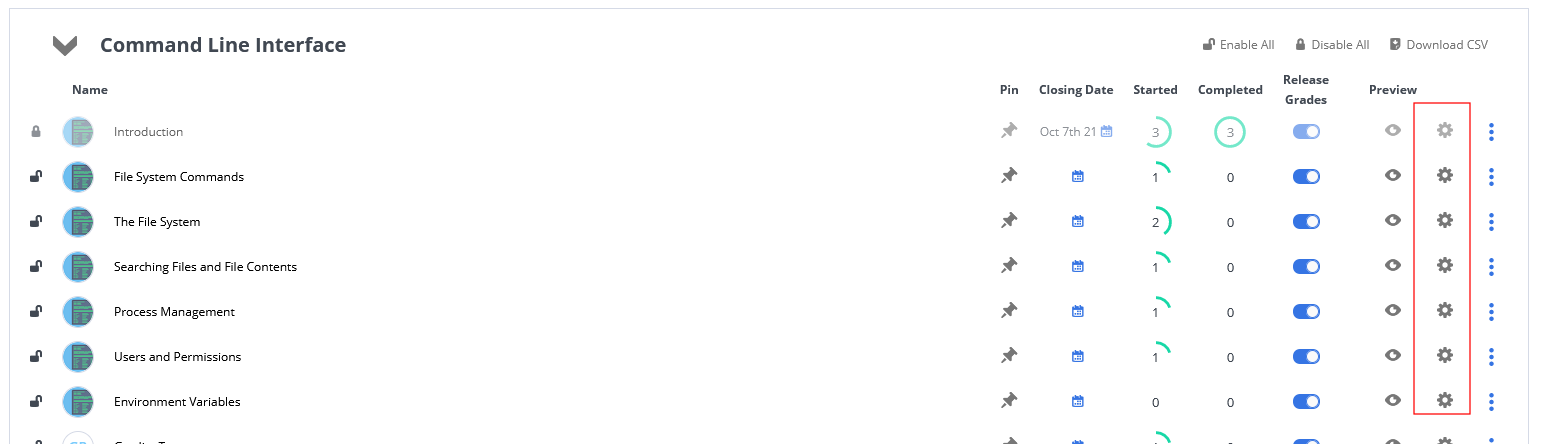 Command Line Interface
Enable All Disable All Download CSV
Name Pin Closing Date Started Completed Release Grades Preview
Introduction Oct 7th 21 3 3
File System Commands 1 0
The File System 2 0
Searching Files and File Contents 1 0
Process Management 1 0
Users and Permissions 1 0
Environment Variables 0 0